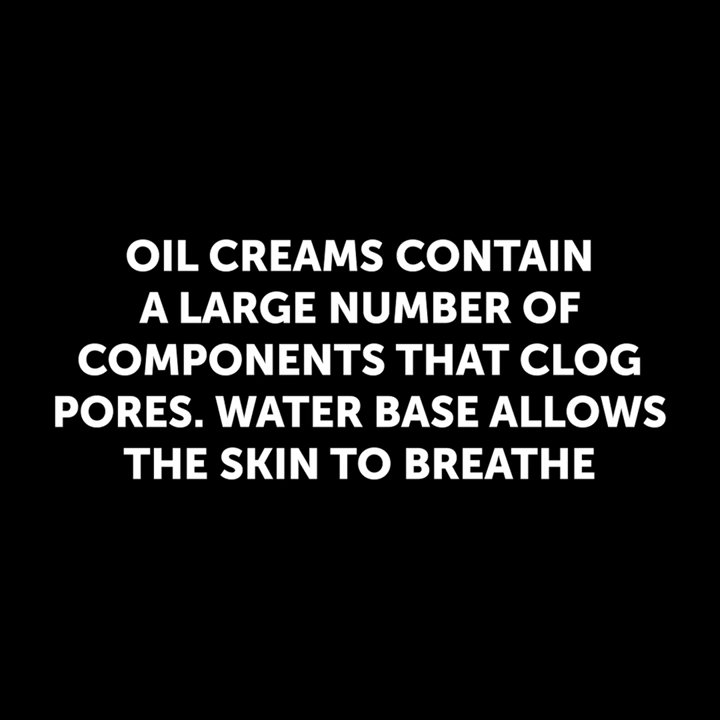 OIL CREAMS CONTAIN
A LARGE NUMBER OF
COMPONENTS THAT CLOG
PORES. WATER BASE ALLOWS
THE SKIN TO BREATHE